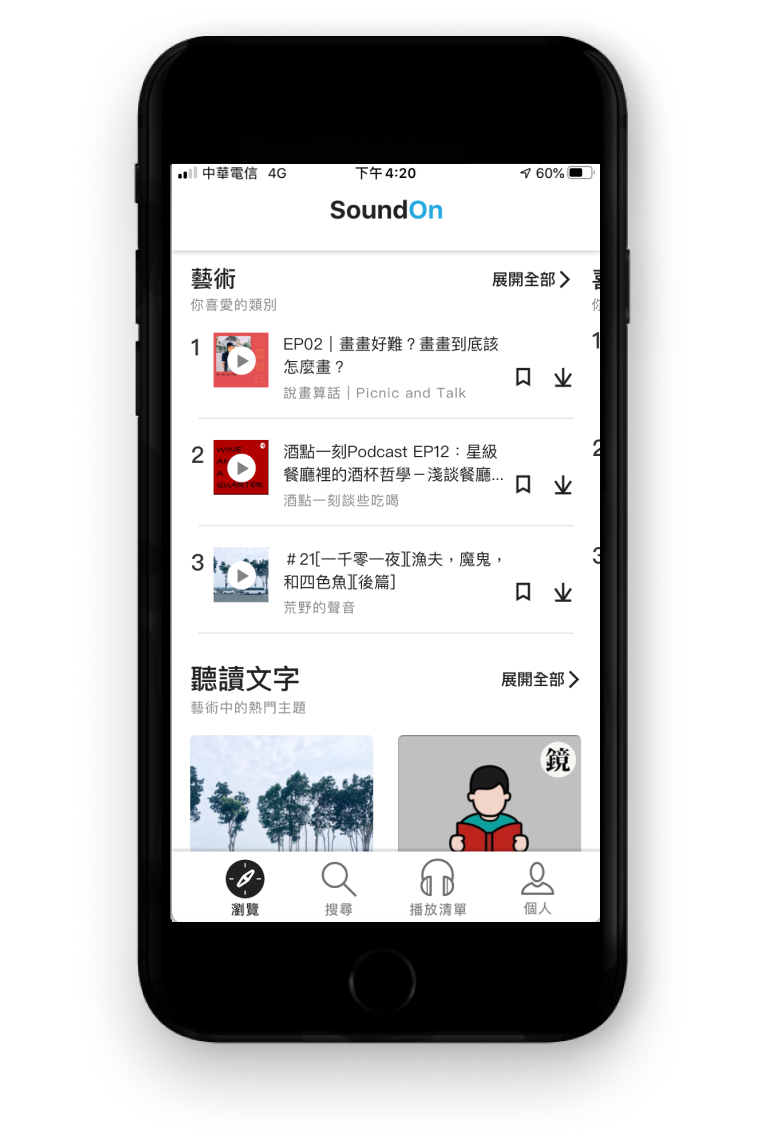 中華電信 4G 下午4:20 60%
SoundOn
藝術 展開全部
你喜愛的類別
1
EP02｜畫畫好難？畫畫到底該
怎麼畫？
說畫算話｜Picnic and Talk
2
WINE
AND
A
QUARTER
酒點一刻Podcast EP12：星級
餐廳裡的酒杯哲學－淺談餐廳...
酒點一刻談些吃喝
3
＃21[一千零一夜][漁夫，魔鬼，
和四色魚][後篇]
荒野的聲音
聽讀文字 展開全部
藝術中的熱門主題
鏡
瀏覽 搜尋 播放清單 個人